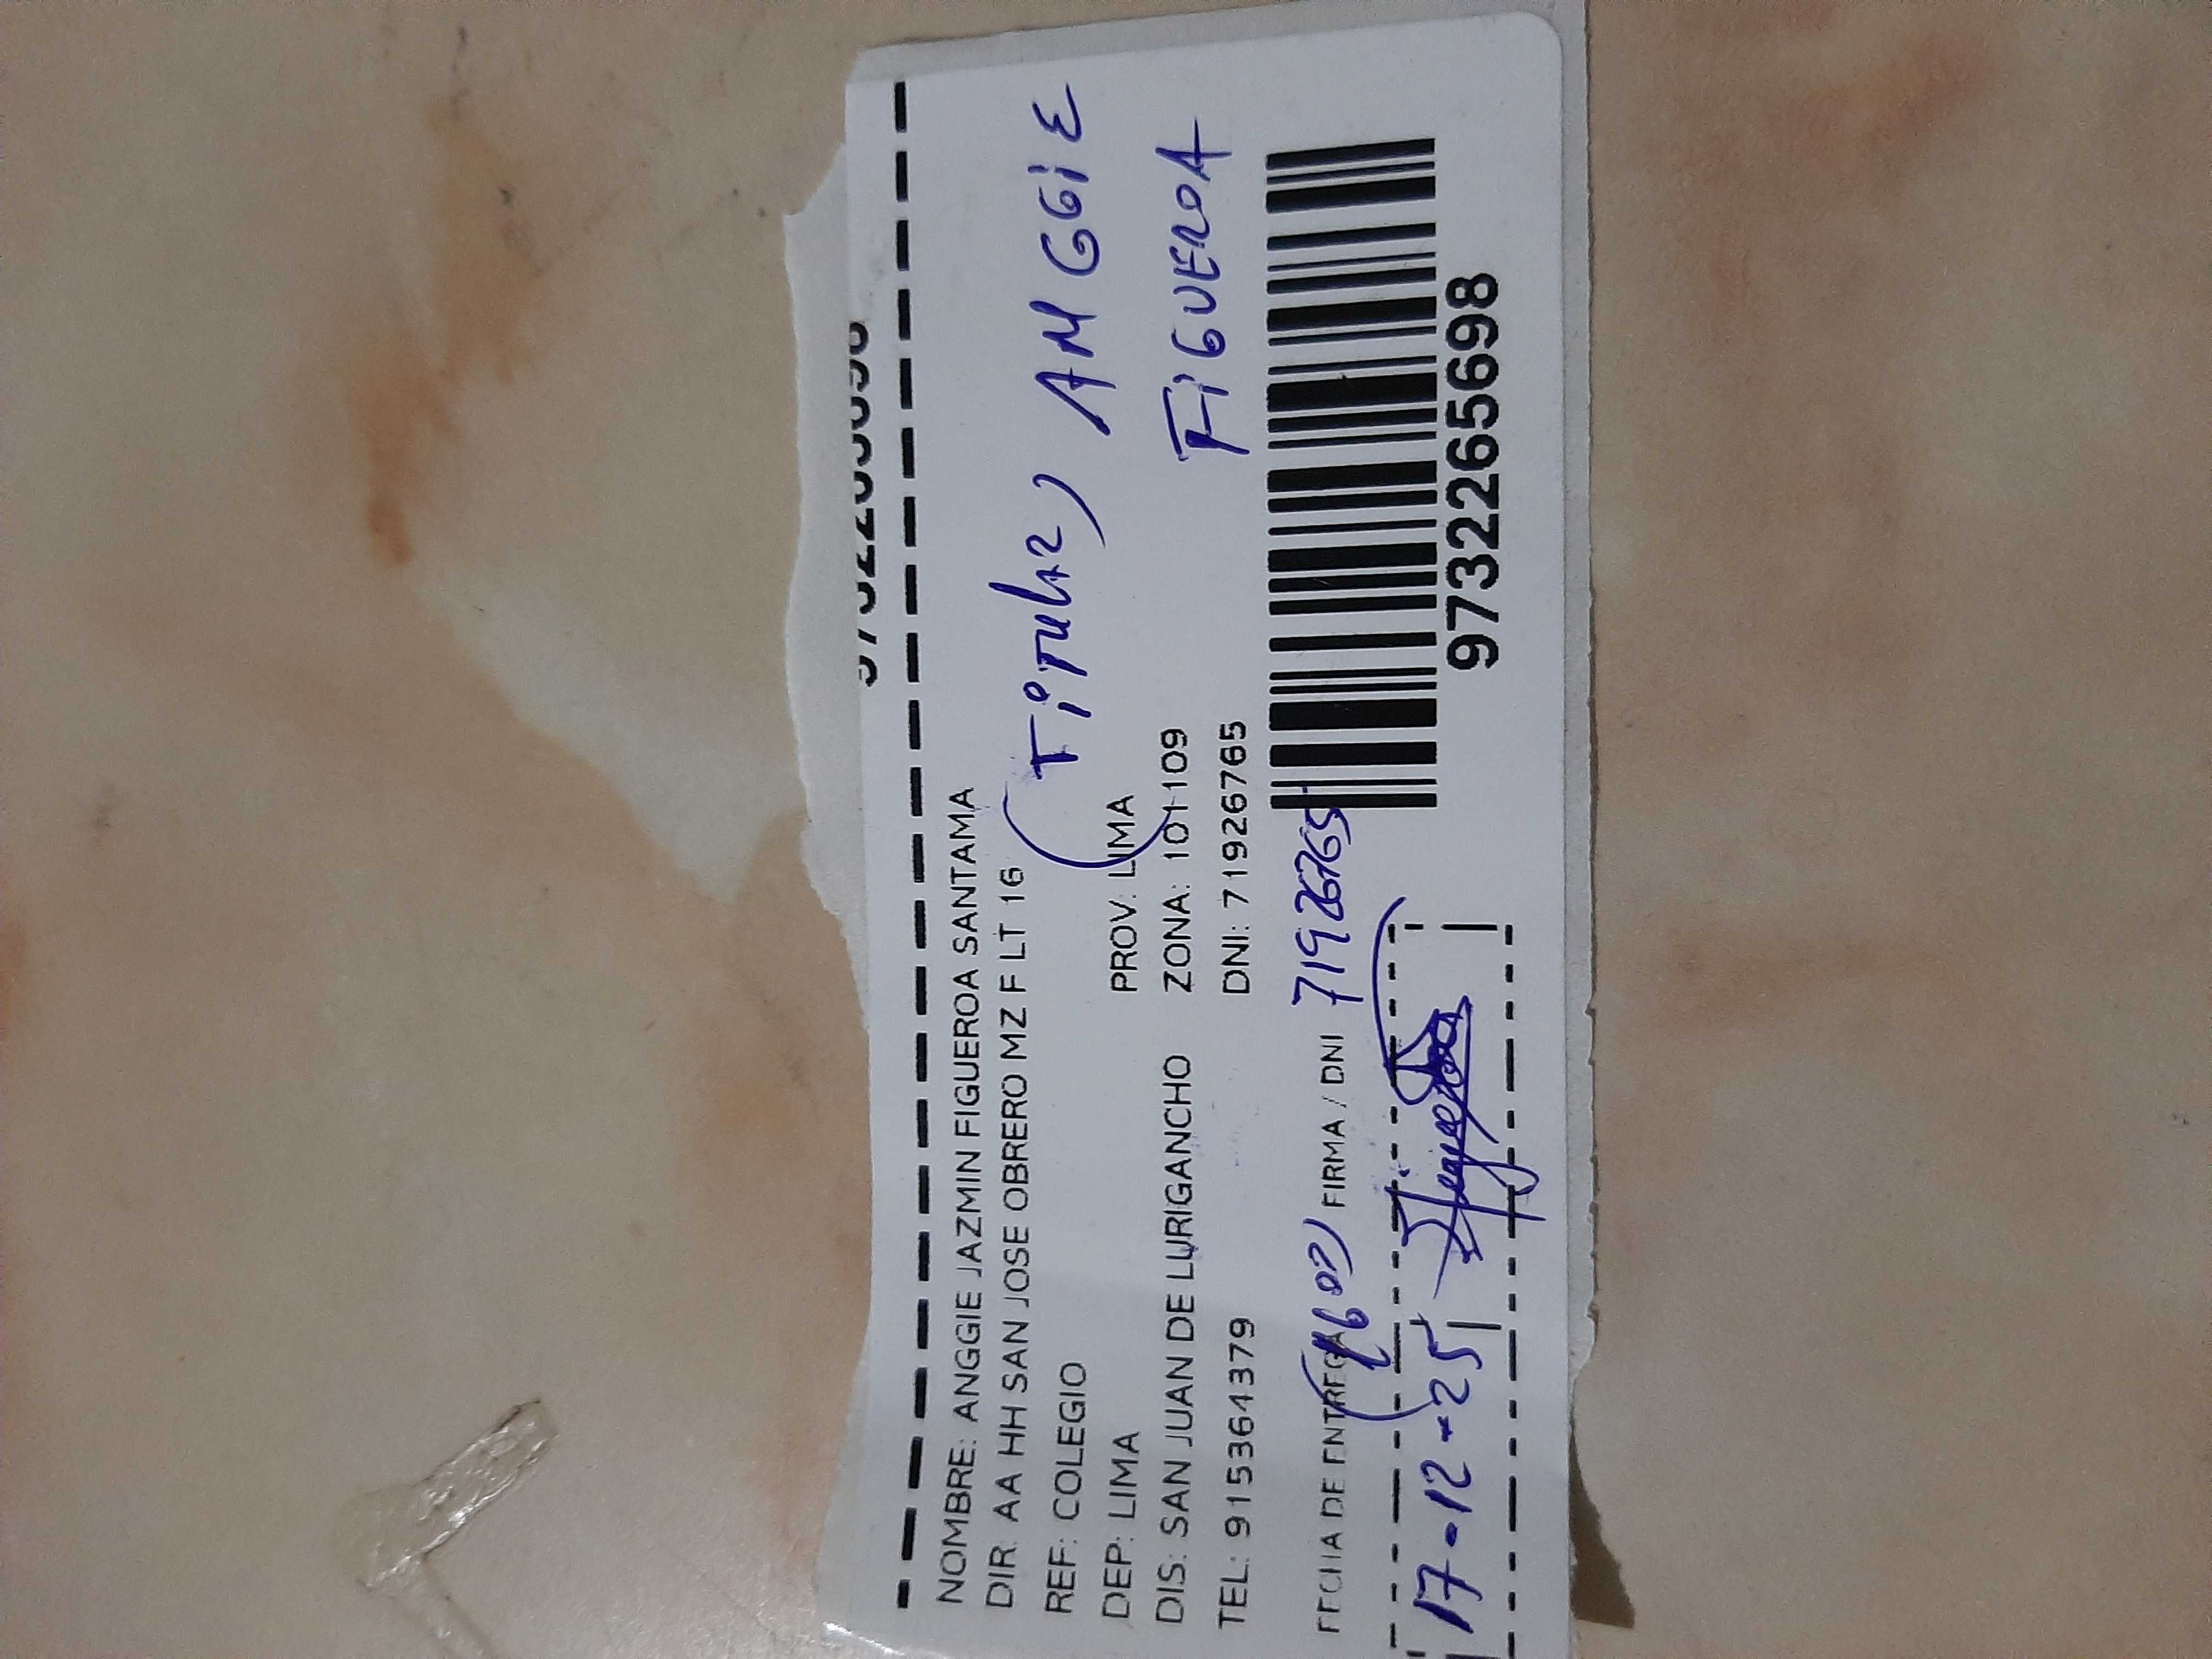 NOMBRE: ANGGIE JAZMIN FIGUEROA SANTAMA
DIR: AA HH SAN JOSE OBRERO MZ F LT 16
REF: COLEGIO
(TiTulAR) ANGGiE
DEP: LIMA PROV: LIMA
DIS: SAN JUAN DE LURIGANCHO ZONA: 101109
FiGUEROA
TEL: 915364379 DNI: 71926765
FECHA DE ENTREGA FIRMA / DNI 71926765
17-12-25
9732265698